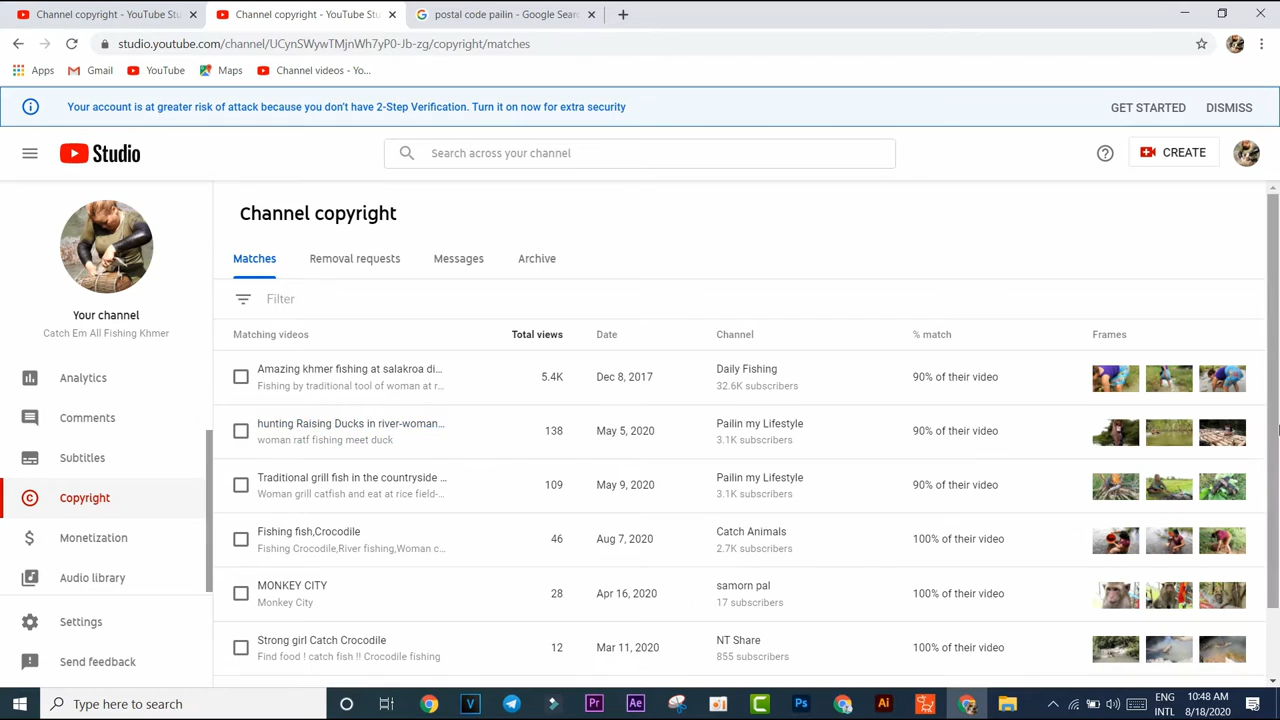 Channel copyright - YouTube Stu
Channel copyright - YouTube Stu
postal code pailin - Google Sear
studio.youtube.com/channel/UCynSWywTMjnWh7yP0-Jb-zg/copyright/matches
Apps
Gmail
YouTube
Maps
Channel videos - Yo...
Your account is at greater risk of attack because you don't have 2-Step Verification. Turn it on now for extra security
GET STARTED
DISMISS
Studio
Search across your channel
CREATE
Your channel
Catch Em All Fishing Khmer
Analytics
Comments
Subtitles
Copyright
Monetization
Audio library
Settings
Send feedback
Channel copyright
Matches
Removal requests
Messages
Archive
Filter
Matching videos Total views Date Channel % match Frames
Amazing khmer fishing at salakroa di...
Fishing by traditional tool of woman at r...
5.4K
Dec 8, 2017
Daily Fishing
32.6K subscribers
90% of their video
hunting Raising Ducks in river-woman...
woman ratf fishing meet duck
138
May 5, 2020
Pailin my Lifestyle
3.1K subscribers
90% of their video
Traditional grill fish in the countryside ...
Woman grill catfish and eat at rice field-...
109
May 9, 2020
Pailin my Lifestyle
3.1K subscribers
90% of their video
Fishing fish,Crocodile
Fishing Crocodile,River fishing,Woman c...
46
Aug 7, 2020
Catch Animals
2.7K subscribers
100% of their video
MONKEY CITY
Monkey City
28
Apr 16, 2020
samorn pal
17 subscribers
100% of their video
Strong girl Catch Crocodile
Find food ! catch fish !! Crocodile fishing
12
Mar 11, 2020
NT Share
855 subscribers
100% of their video
Type here to search
V
Pr
Ae
C
Ps
Ai
ENG
INTL
10:48 AM
8/18/2020